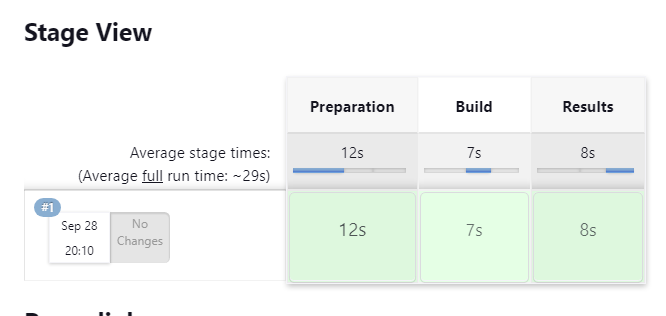 Stage View
Preparation Build Results
Average stage times:
(Average full run time: ~29s)
12s 7s 8s
#1
Sep 28
20:10
No
Changes
12s 7s 8s